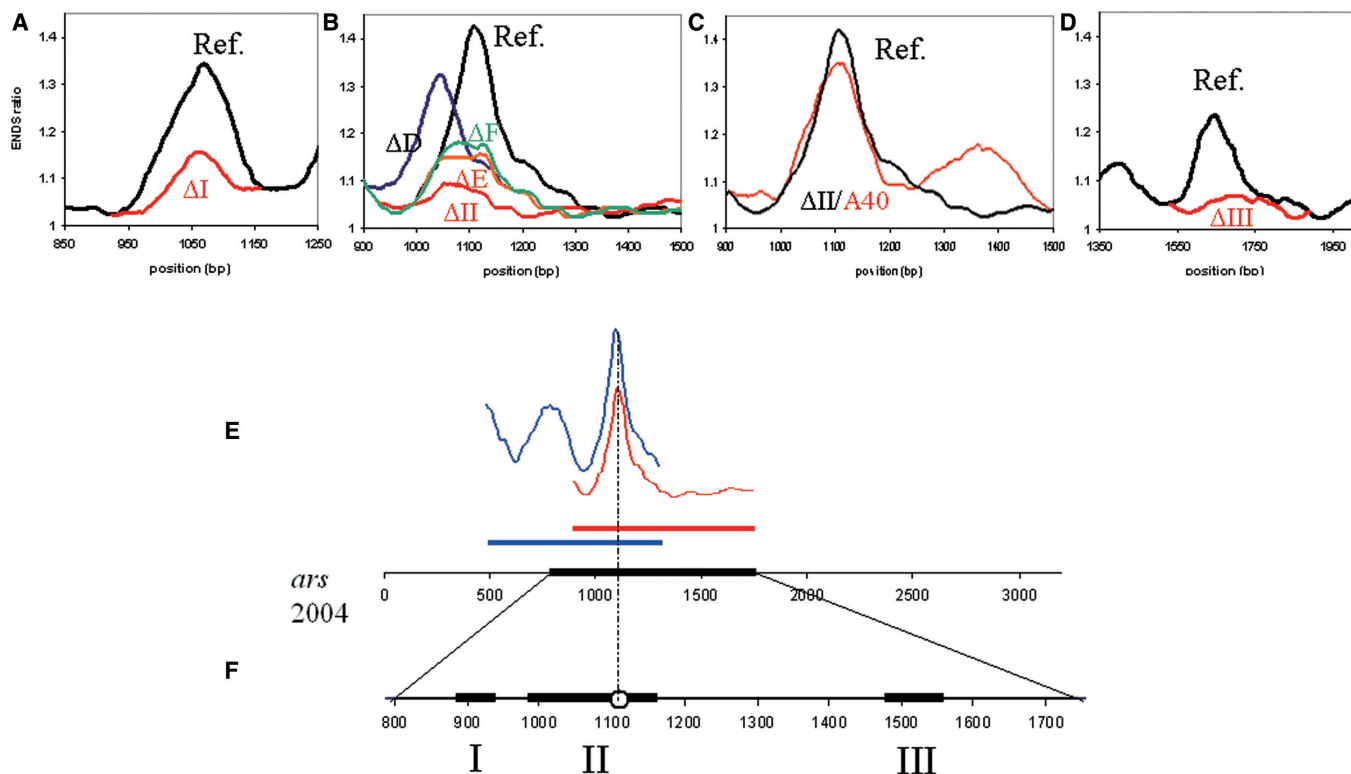 A
B
C
D
Ref.
Ref.
Ref.
Ref.
1.4
1.3
1.2
1.1
1
ENDS ratio
ΔI
850 950 1050 1150 1250
position (bp)
1.4
1.3
1.2
1.1
1
ΔD
ΔF
ΔE
ΔII
900 1000 1100 1200 1300 1400 1500
position (bp)
1.4
1.3
1.2
1.1
1
ΔII/A40
900 1000 1100 1200 1300 1400 1500
position (bp)
1.4
1.3
1.2
1.1
1
ΔIII
1350 1550 1750 1950
position (bp)
E
ars
2004
0 500 1000 1500 2000 2500 3000
F
800 900 1000 1100 1200 1300 1400 1500 1600 1700
I II III